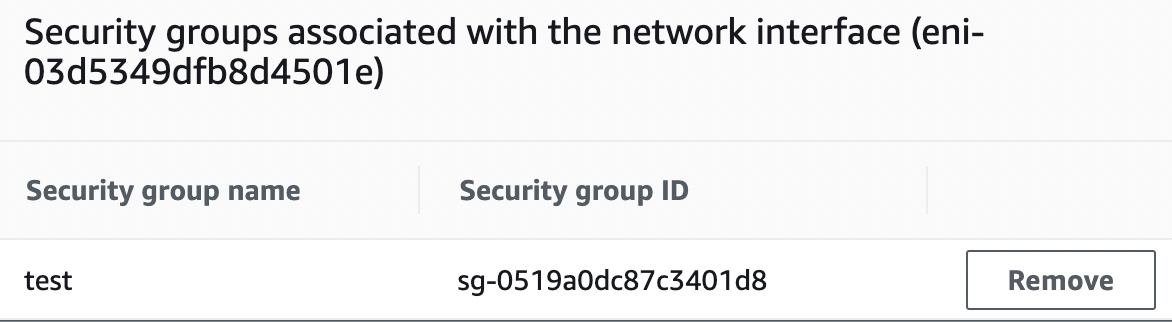 Security groups associated with the network interface (eni-
03d5349dfb8d4501e)
Security group name Security group ID
test sg-0519a0dc87c3401d8 Remove